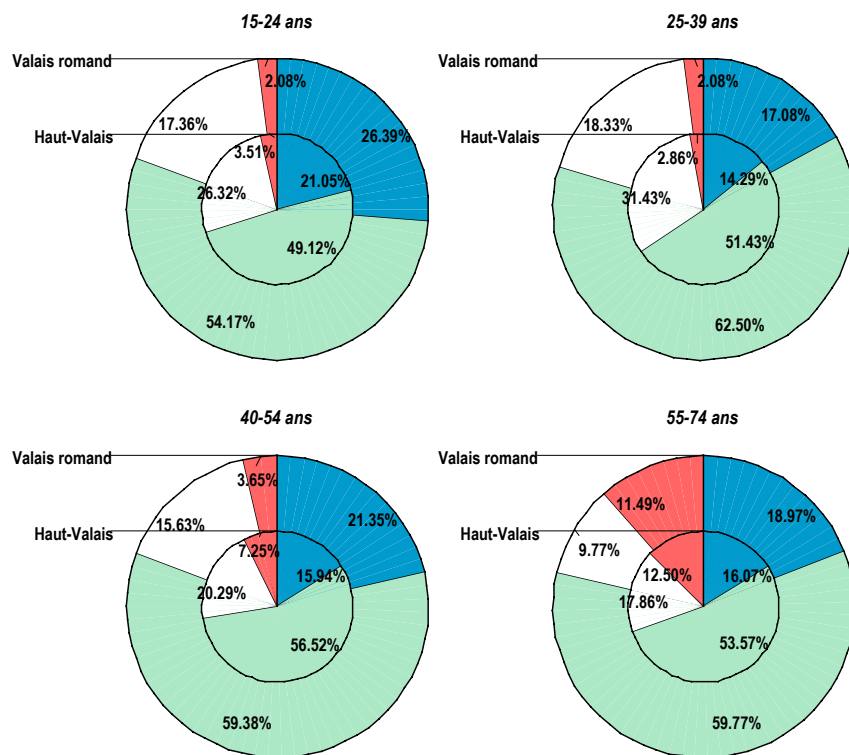 15-24 ans
Valais romand
2.08%
26.39%
17.36%
Haut-Valais
3.51%
21.05%
26.32%
49.12%
54.17%
25-39 ans
Valais romand
2.08%
17.08%
18.33%
Haut-Valais
2.86%
14.29%
31.43%
51.43%
62.50%
40-54 ans
Valais romand
3.65%
21.35%
15.63%
Haut-Valais
7.25%
15.94%
20.29%
56.52%
59.38%
55-74 ans
Valais romand
11.49%
18.97%
Haut-Valais
9.77%
12.50%
16.07%
17.86%
53.57%
59.77%